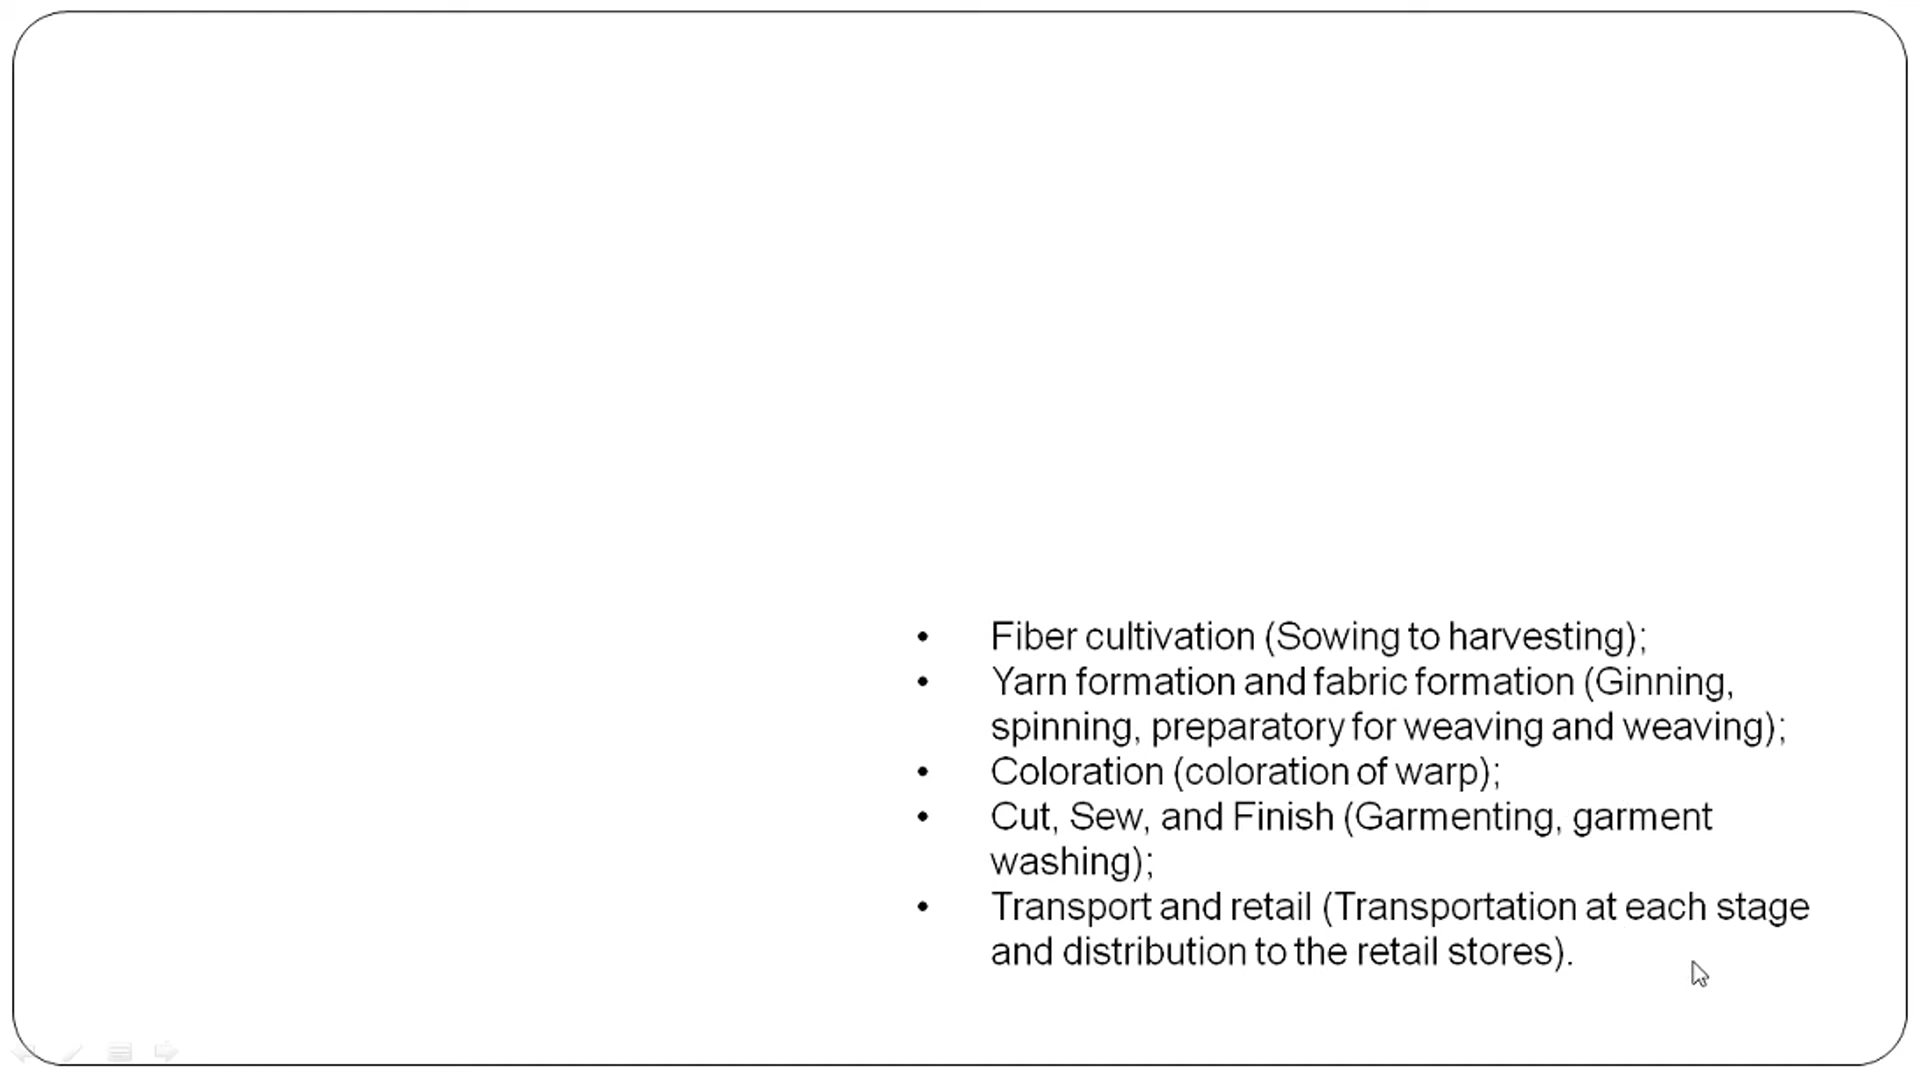 • Fiber cultivation (Sowing to harvesting);
• Yarn formation and fabric formation (Ginning,
spinning, preparatory for weaving and weaving);
• Coloration (coloration of warp);
• Cut, Sew, and Finish (Garmenting, garment
washing);
• Transport and retail (Transportation at each stage
and distribution to the retail stores).